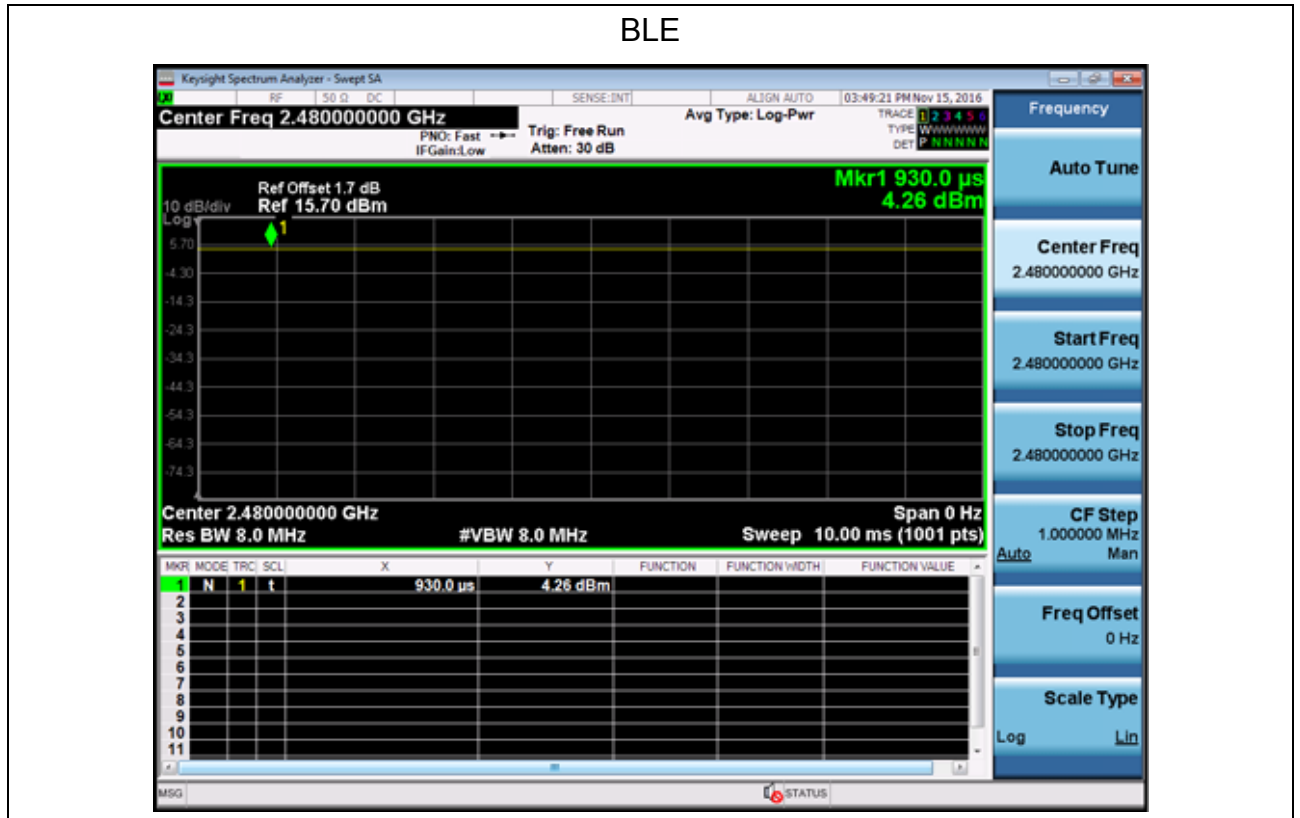 BLE
Keysight Spectrum Analyzer - Swept SA
LXI RF 50 Ω DC SENSE:INT ALIGN AUTO 03:49:21 PM Nov 15, 2016
Center Freq 2.480000000 GHz
PNO: Fast
IFGain:Low
Trig: Free Run
Atten: 30 dB
Avg Type: Log-Pwr
TRACE 1 2 3 4 5 6
TYPE WWWWWW
DET P N N N N N
Mkr1 930.0 µs
4.26 dBm
Ref Offset 1.7 dB
Ref 15.70 dBm
10 dB/div
Log
1
5.70
-4.30
-14.3
-24.3
-34.3
-44.3
-54.3
-64.3
-74.3
Center 2.480000000 GHz Span 0 Hz
Res BW 8.0 MHz #VBW 8.0 MHz Sweep 10.00 ms (1001 pts)
MKR MODE TRC SCL X Y FUNCTION FUNCTION WIDTH FUNCTION VALUE
1 N 1 t 930.0 µs 4.26 dBm
2
3
4
5
6
7
8
9
10
11
MSG STATUS
Frequency
Auto Tune
Center Freq
2.480000000 GHz
Start Freq
2.480000000 GHz
Stop Freq
2.480000000 GHz
CF Step
1.000000 MHz
Auto Man
Freq Offset
0 Hz
Scale Type
Log Lin